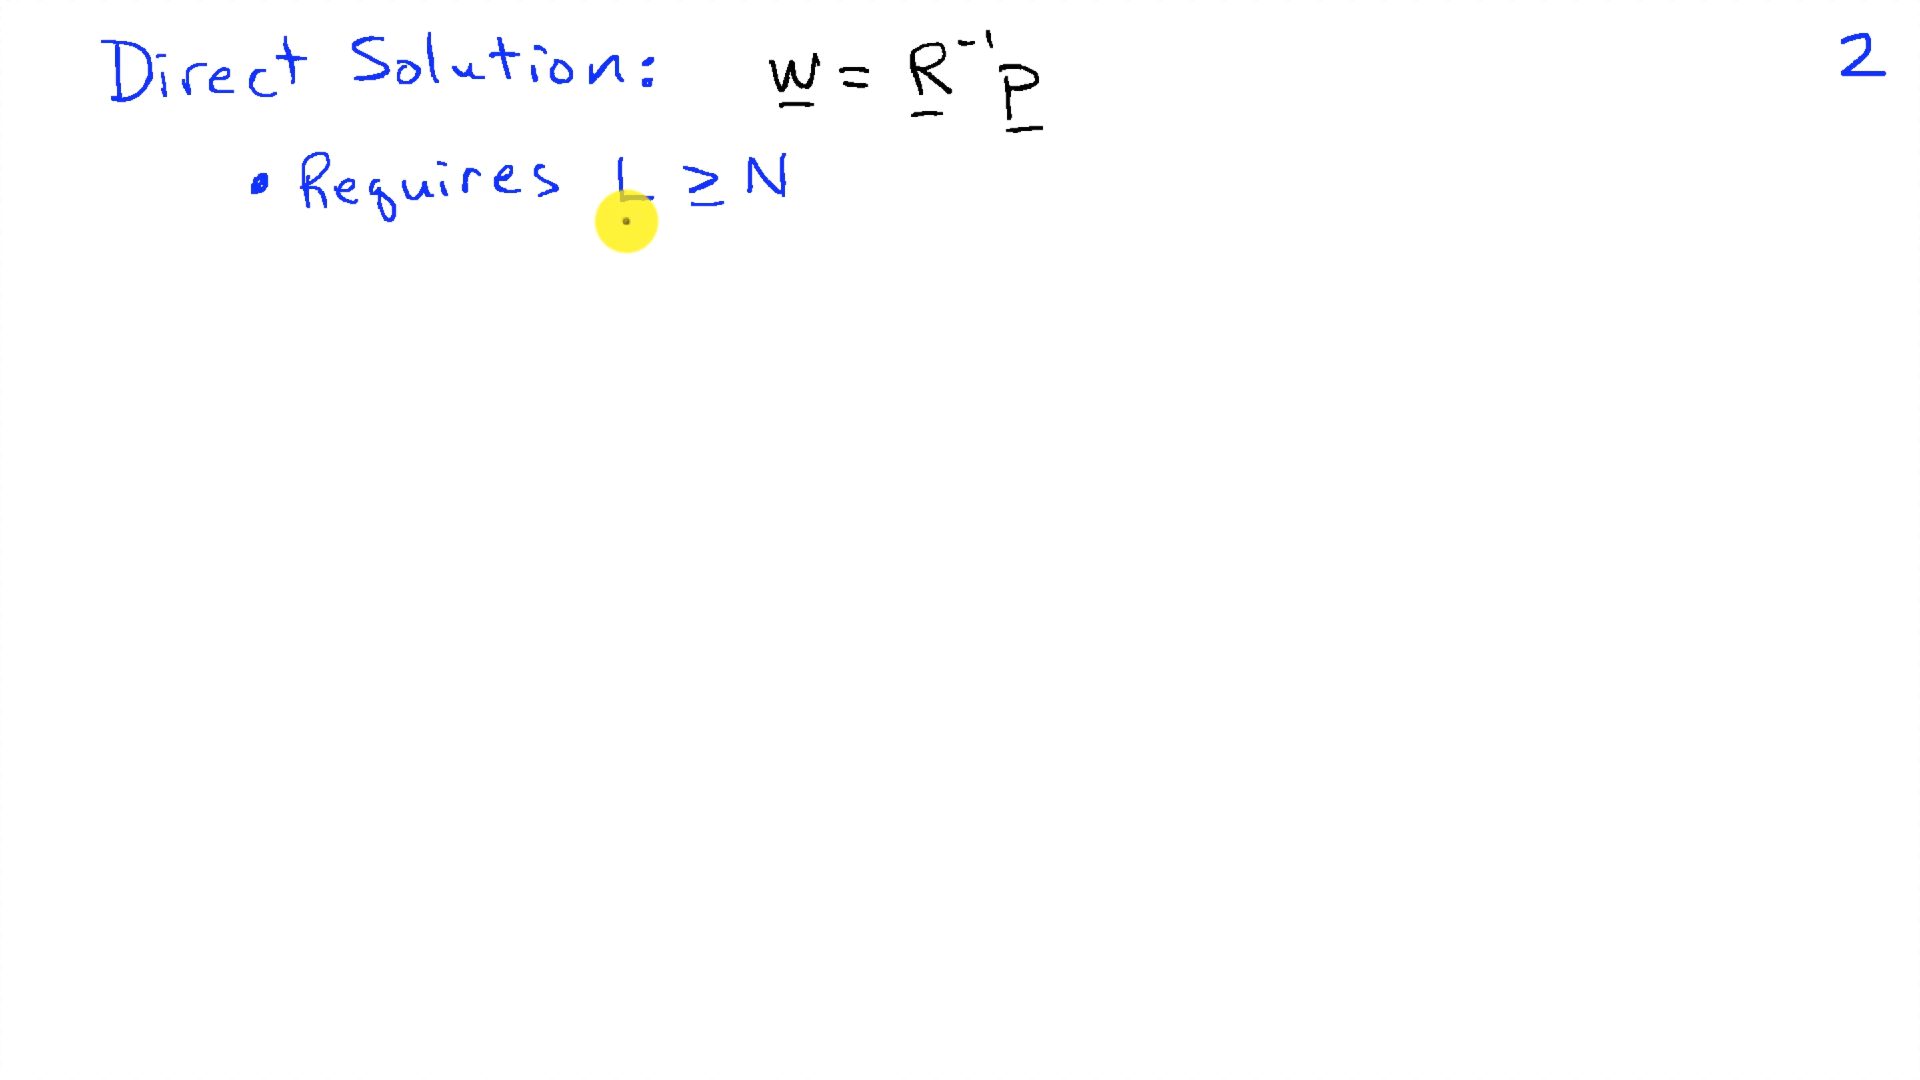 Direct Solution: w = R⁻¹ p 2
• Requires L ≥ N